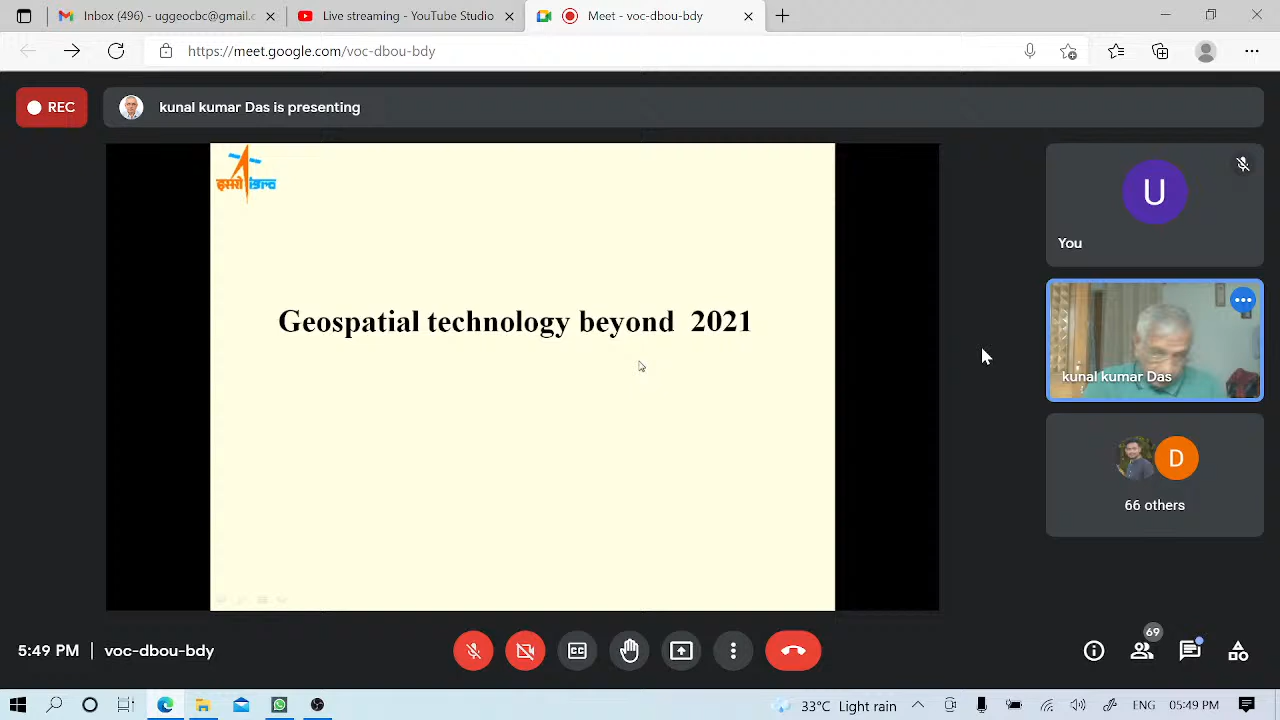 Inbox (496) - uggeocb@gmail.c
Live streaming - YouTube Studio
Meet - voc-dbou-bdy
https://meet.google.com/voc-dbou-bdy
REC
kunal kumar Das is presenting
इसरो isro
Geospatial technology beyond 2021
U
You
kunal kumar Das
D
66 others
5:49 PM | voc-dbou-bdy
CC
69
33°C Light rain
ENG
05:49 PM